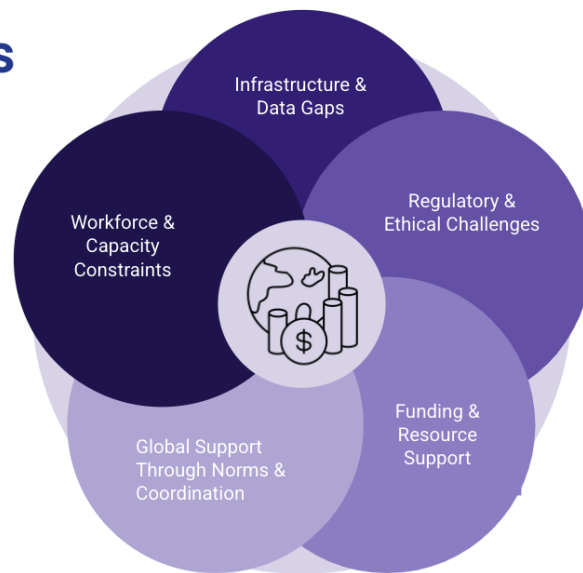 s
Infrastructure &
Data Gaps
Regulatory &
Ethical Challenges
Workforce &
Capacity
Constraints
$
Funding &
Resource
Support
Global Support
Through Norms &
Coordination